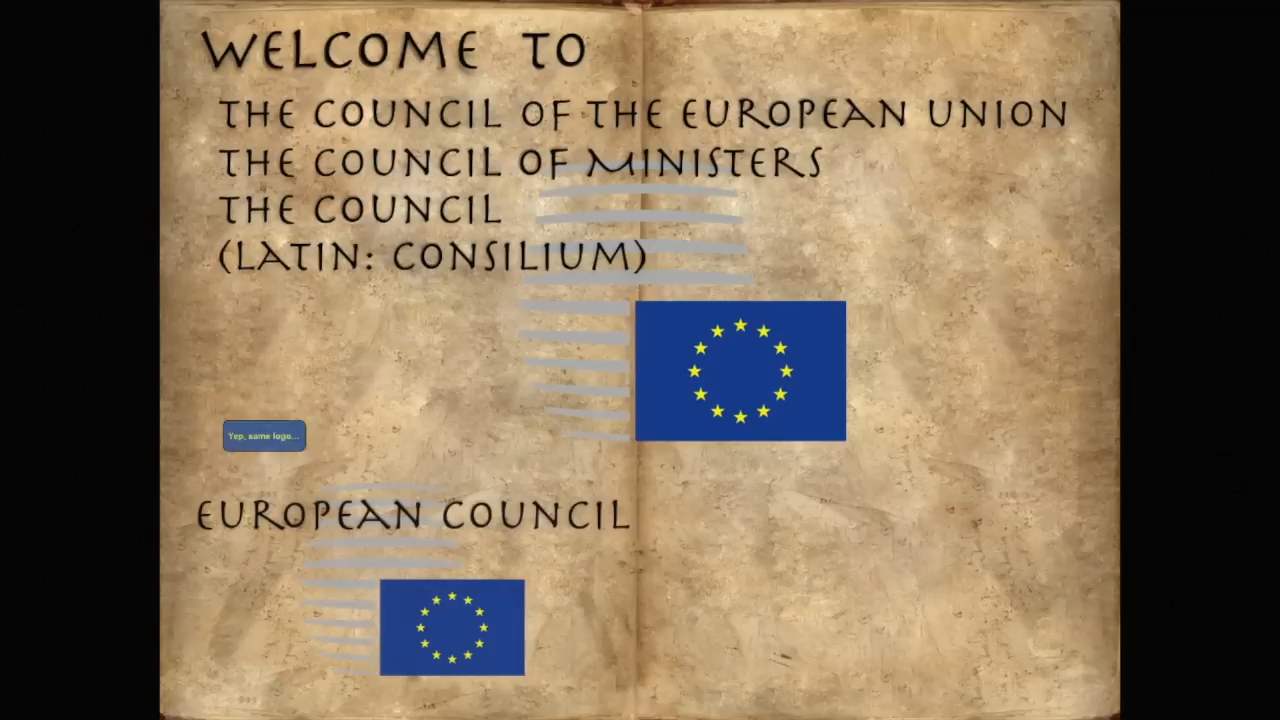 WELCOME TO
THE COUNCIL OF THE EUROPEAN UNION
THE COUNCIL OF MINISTERS
THE COUNCIL
(LATIN: CONSILIUM)
Yep, same logo...
EUROPEAN COUNCIL